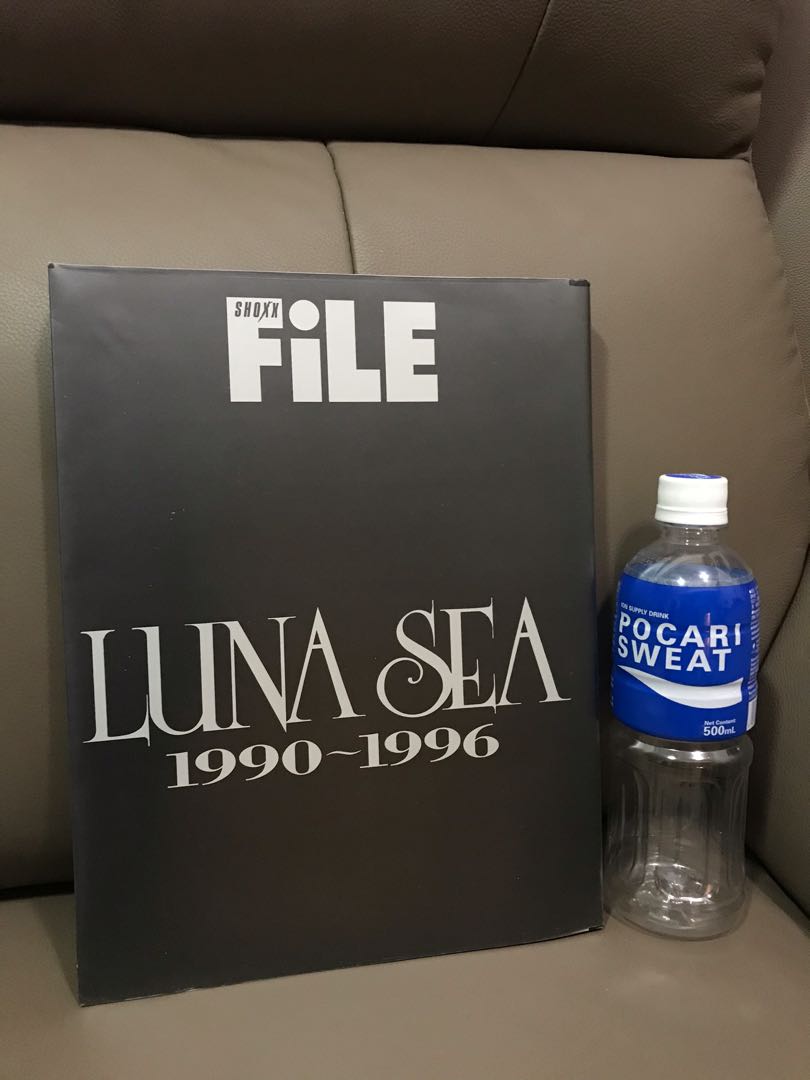 SHOXX
FiLE
LUNA SEA
1990~1996
ION SUPPLY DRINK
POCARI
SWEAT
Net Content:
500mL